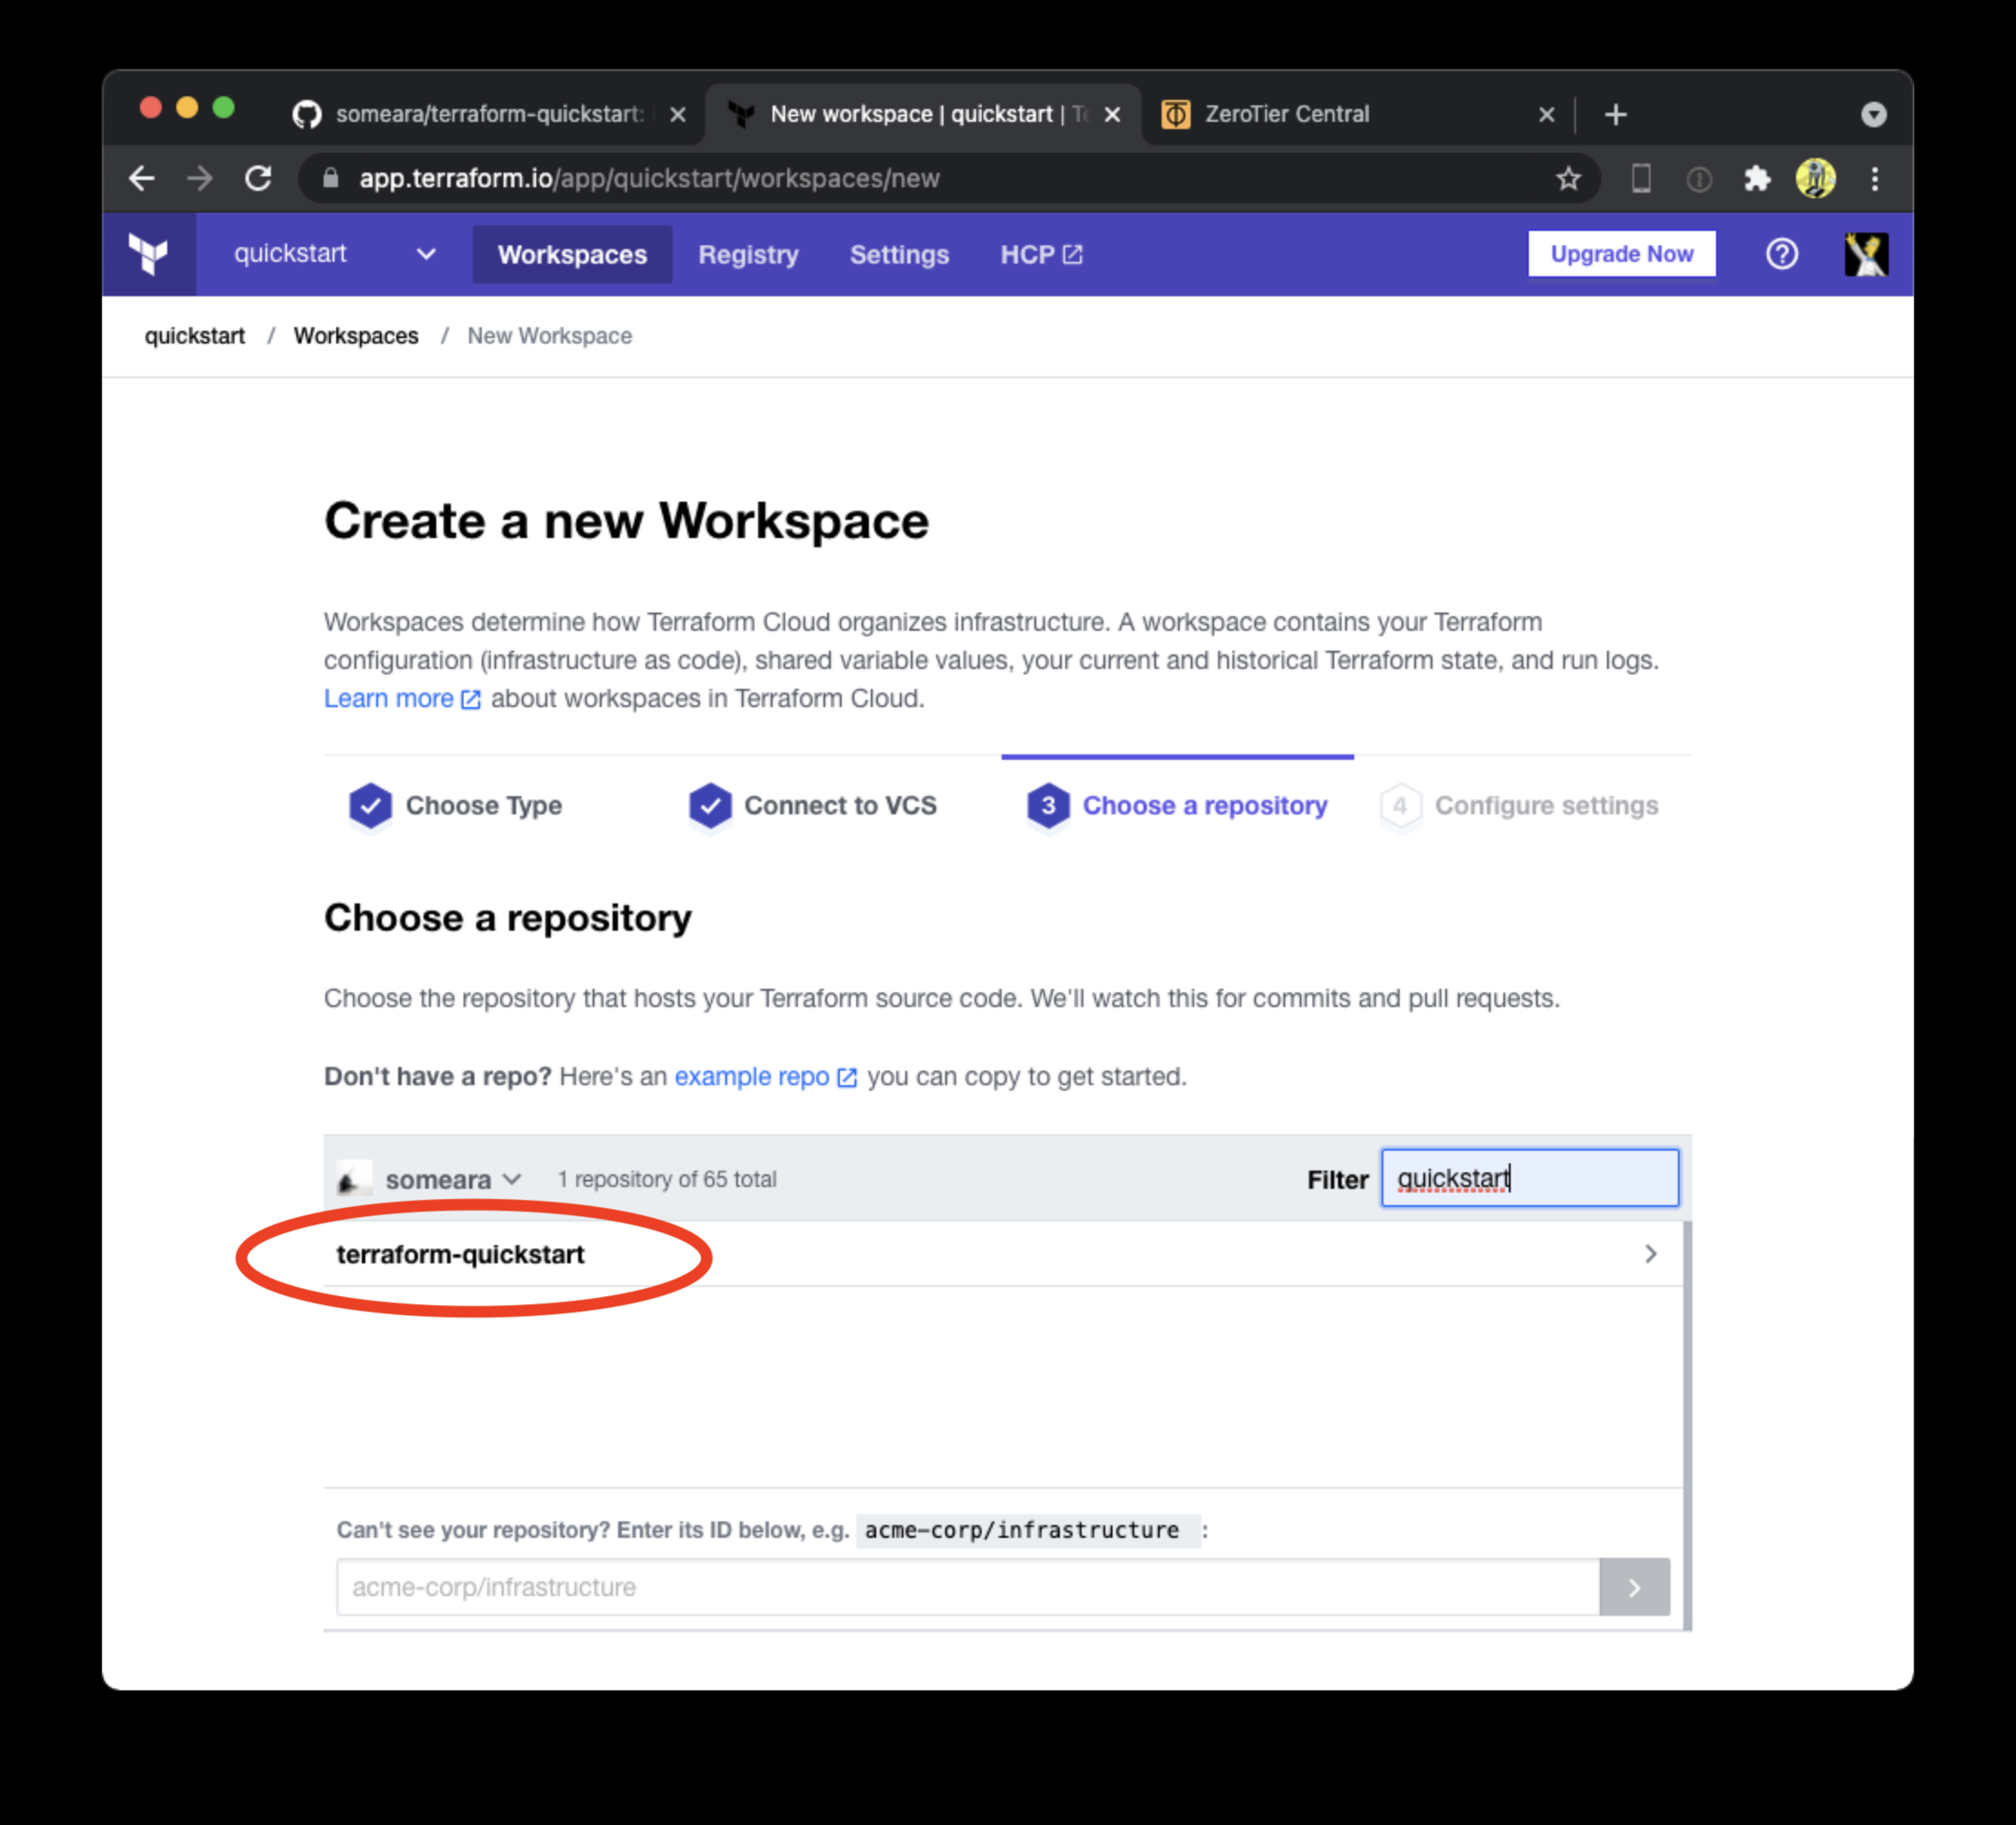 someara/terraform-quickstart:
New workspace | quickstart | Te
ZeroTier Central
app.terraform.io/app/quickstart/workspaces/new
quickstart
Workspaces
Registry
Settings
HCP
Upgrade Now
quickstart / Workspaces / New Workspace
Create a new Workspace
Workspaces determine how Terraform Cloud organizes infrastructure. A workspace contains your Terraform
configuration (infrastructure as code), shared variable values, your current and historical Terraform state, and run logs.
Learn more about workspaces in Terraform Cloud.
Choose Type
Connect to VCS
3 Choose a repository
4 Configure settings
Choose a repository
Choose the repository that hosts your Terraform source code. We'll watch this for commits and pull requests.
Don't have a repo? Here's an example repo you can copy to get started.
someara 1 repository of 65 total Filter quickstart
terraform-quickstart
Can't see your repository? Enter its ID below, e.g. acme-corp/infrastructure :
acme-corp/infrastructure